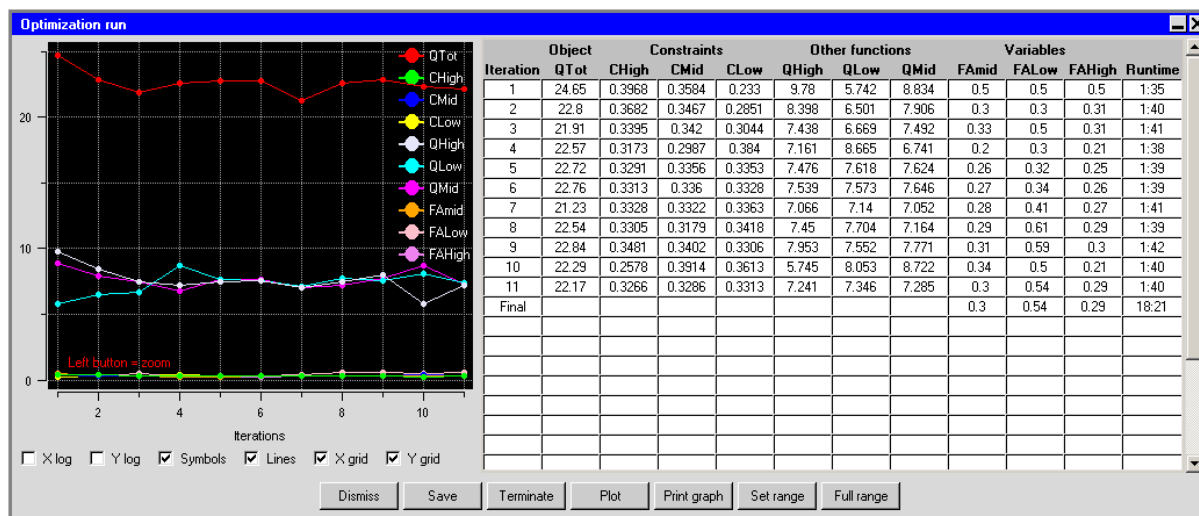 Optimization run
QTot
CHigh
CMid
CLow
QHigh
QLow
QMid
FAmid
FALow
FAHigh
20
10
0
Left button = zoom
2 4 6 8 10
Iterations
X log Y log Symbols Lines X grid Y grid
Object Constraints Other functions Variables
Iteration QTot CHigh CMid CLow QHigh QLow QMid FAmid FALow FAHigh Runtime
1 24.65 0.3968 0.3584 0.233 9.78 5.742 8.834 0.5 0.5 0.5 1:35
2 22.8 0.3682 0.3467 0.2851 8.398 6.501 7.906 0.3 0.3 0.31 1:40
3 21.91 0.3395 0.342 0.3044 7.438 6.669 7.492 0.33 0.5 0.31 1:41
4 22.57 0.3173 0.2987 0.384 7.161 8.665 6.741 0.2 0.3 0.21 1:38
5 22.72 0.3291 0.3356 0.3353 7.476 7.618 7.624 0.26 0.32 0.25 1:39
6 22.76 0.3313 0.336 0.3328 7.539 7.573 7.646 0.27 0.34 0.26 1:39
7 21.23 0.3328 0.3322 0.3363 7.066 7.14 7.052 0.28 0.41 0.27 1:41
8 22.54 0.3305 0.3179 0.3418 7.45 7.704 7.164 0.29 0.61 0.29 1:39
9 22.84 0.3481 0.3402 0.3306 7.953 7.552 7.771 0.31 0.59 0.3 1:42
10 22.29 0.2578 0.3914 0.3613 5.745 8.053 8.722 0.34 0.5 0.21 1:40
11 22.17 0.3266 0.3286 0.3313 7.241 7.346 7.285 0.3 0.54 0.29 1:40
Final 0.3 0.54 0.29 18:21
Dismiss Save Terminate Plot Print graph Set range Full range